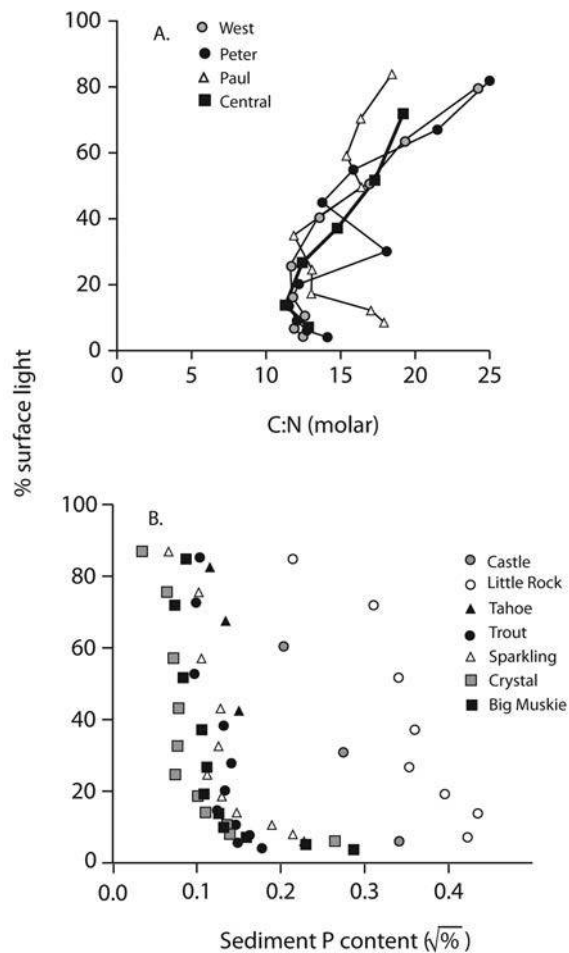 A.
West
Peter
Paul
Central
100
80
60
40
20
0
0 5 10 15 20 25
C:N (molar)
% surface light
B.
Castle
Little Rock
Tahoe
Trout
Sparkling
Crystal
Big Muskie
100
80
60
40
20
0
0.0 0.1 0.2 0.3 0.4
Sediment P content (√%)